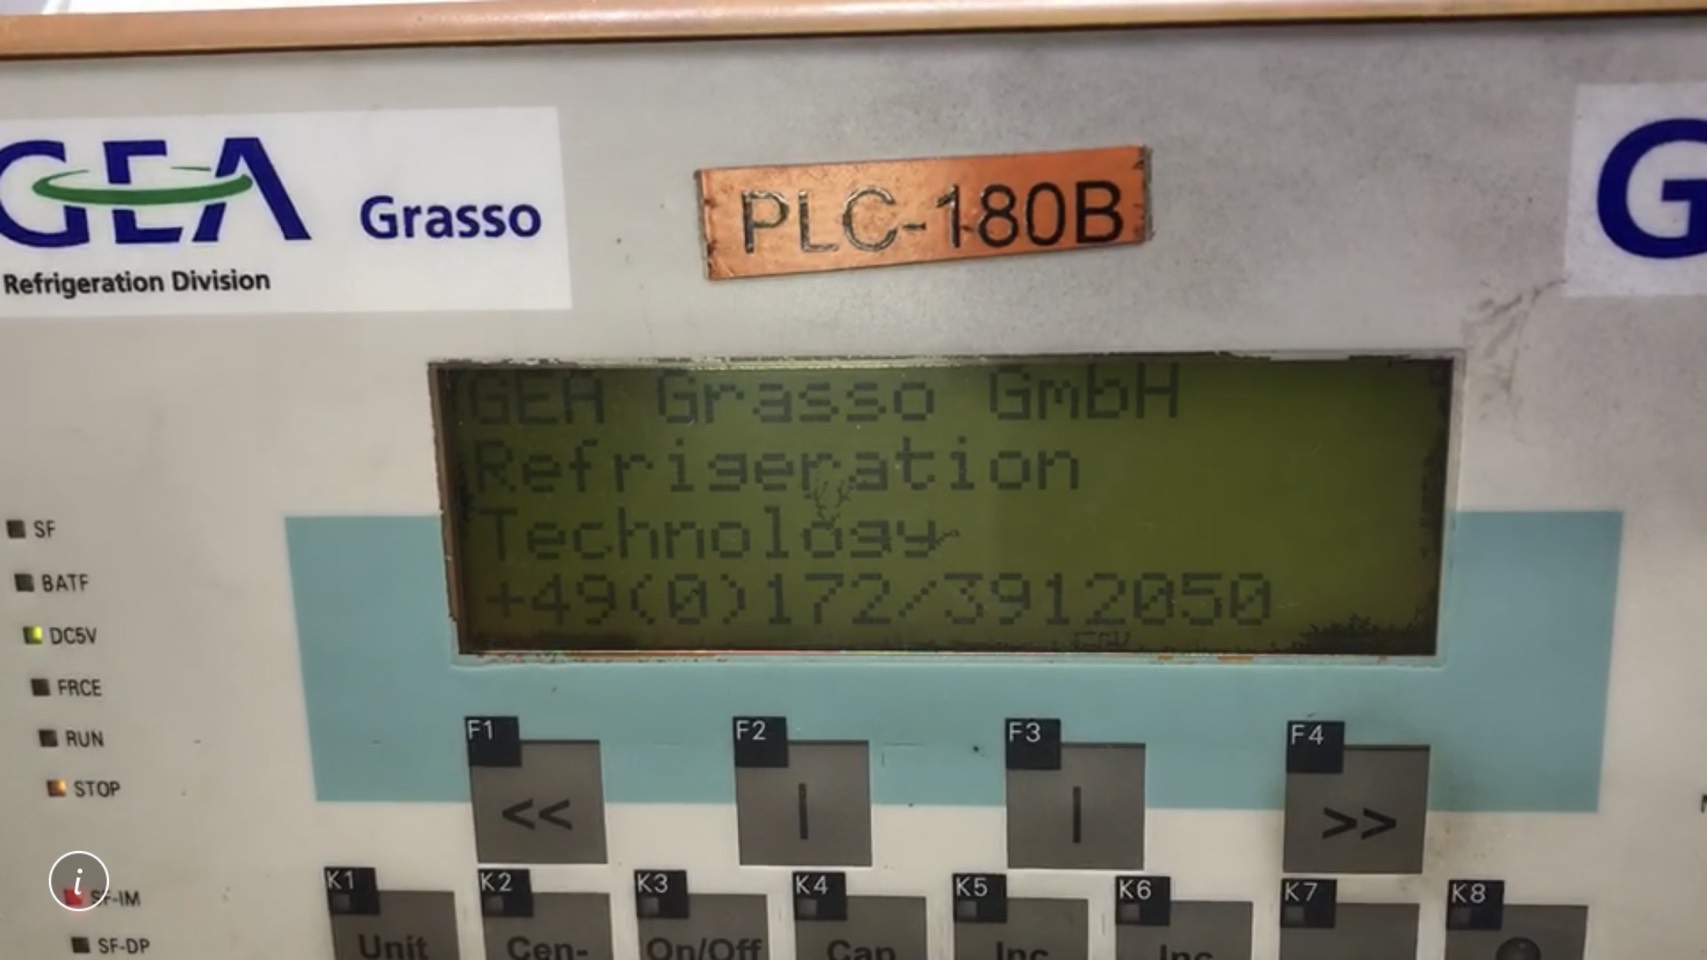 GEA Grasso
Refrigeration Division
PLC-180B
G
GEA Grasso GmbH
Refrigeration
Technology
+49(0)172/3912050
SF
BATF
DC5V
FRCE
RUN
STOP
SF-IM
SF-DP
F1 F2 F3 F4
<< | | >>
K1 K2 K3 K4 K5 K6 K7 K8
Unit Cen- On/Off Cap Inc Inc
i